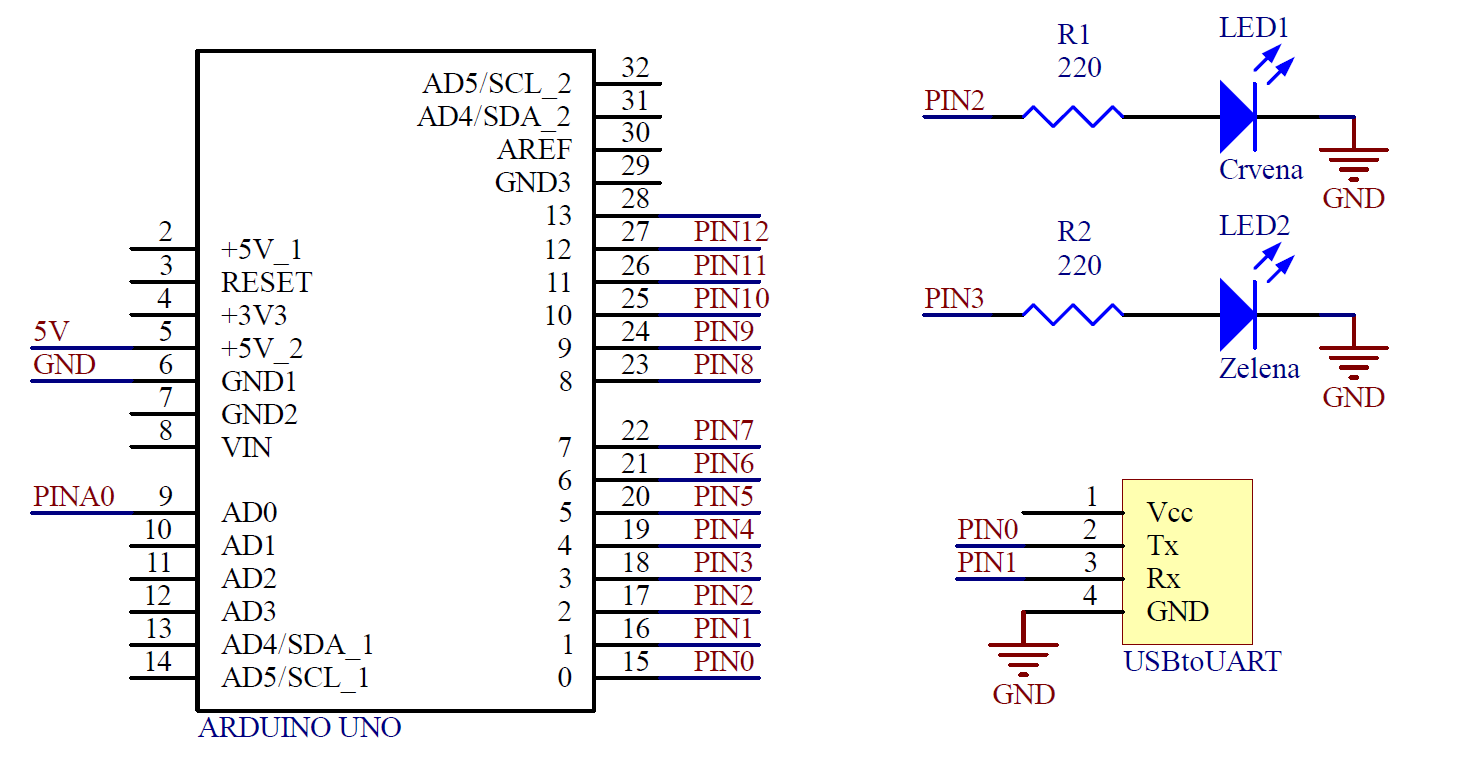 AD5/SCL_2 32
AD4/SDA_2 31
AREF 30
GND3 29
13 28
2 +5V_1
12 27 PIN12
3 RESET
11 26 PIN11
4 +3V3
10 25 PIN10
5V 5 +5V_2
9 24 PIN9
GND 6 GND1
8 23 PIN8
7 GND2
8 VIN
7 22 PIN7
6 21 PIN6
PINA0 9 AD0
5 20 PIN5
10 AD1
4 19 PIN4
11 AD2
3 18 PIN3
12 AD3
2 17 PIN2
13 AD4/SDA_1
1 16 PIN1
14 AD5/SCL_1
0 15 PIN0
ARDUINO UNO
LED1
R1
220
PIN2
Crvena
GND
LED2
R2
220
PIN3
Zelena
GND
1 Vcc
PIN0 2 Tx
PIN1 3 Rx
4 GND
USBtoUART
GND